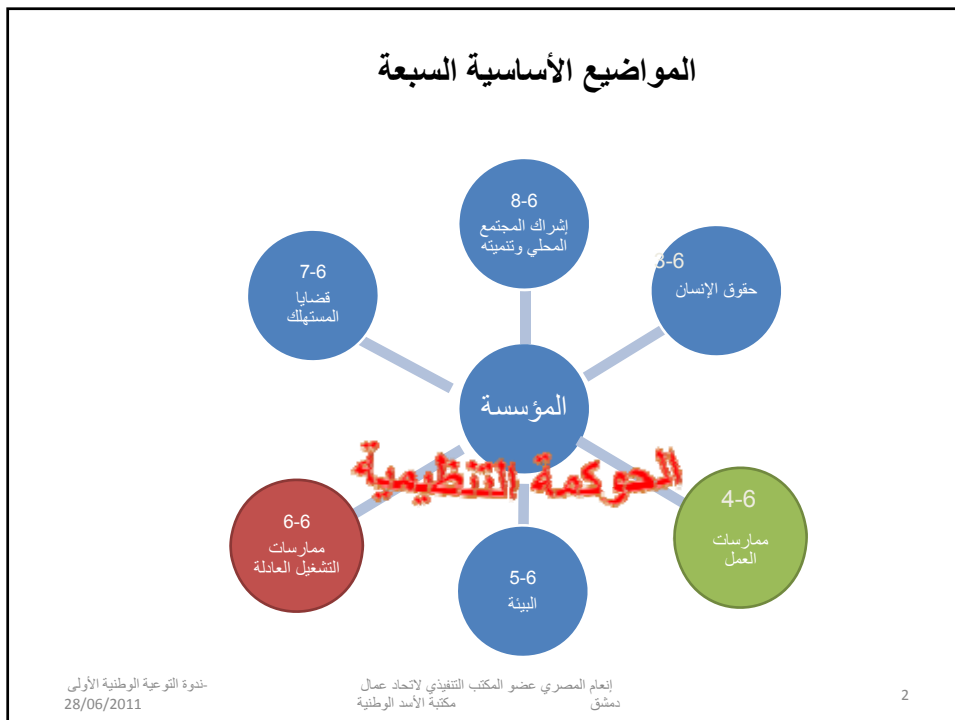 المواضيع الأساسية السبعة
8-6
إشراك المجتمع
المحلي وتنميته
3-6
حقوق الإنسان
7-6
قضايا
المستهلك
المؤسسة
الحوكمة التنظيمية
4-6
ممارسات
العمل
6-6
ممارسات
التشغيل العادلة
5-6
البيئة
-ندوة التوعية الوطنية الأولى
28/06/2011
إنعام المصري عضو المكتب التنفيذي لاتحاد عمال
دمشق مكتبة الأسد الوطنية
2